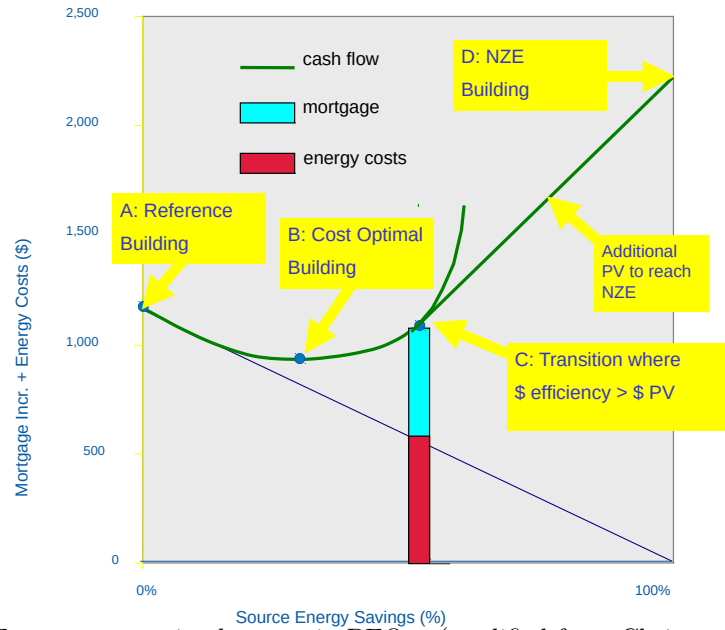 2,500
2,000
1,500
1,000
500
0
0%
100%
Mortgage Incr. + Energy Costs ($)
Source Energy Savings (%)
cash flow
mortgage
energy costs
A: Reference
Building
B: Cost Optimal
Building
C: Transition where
$ efficiency > $ PV
D: NZE
Building
Additional
PV to reach
NZE